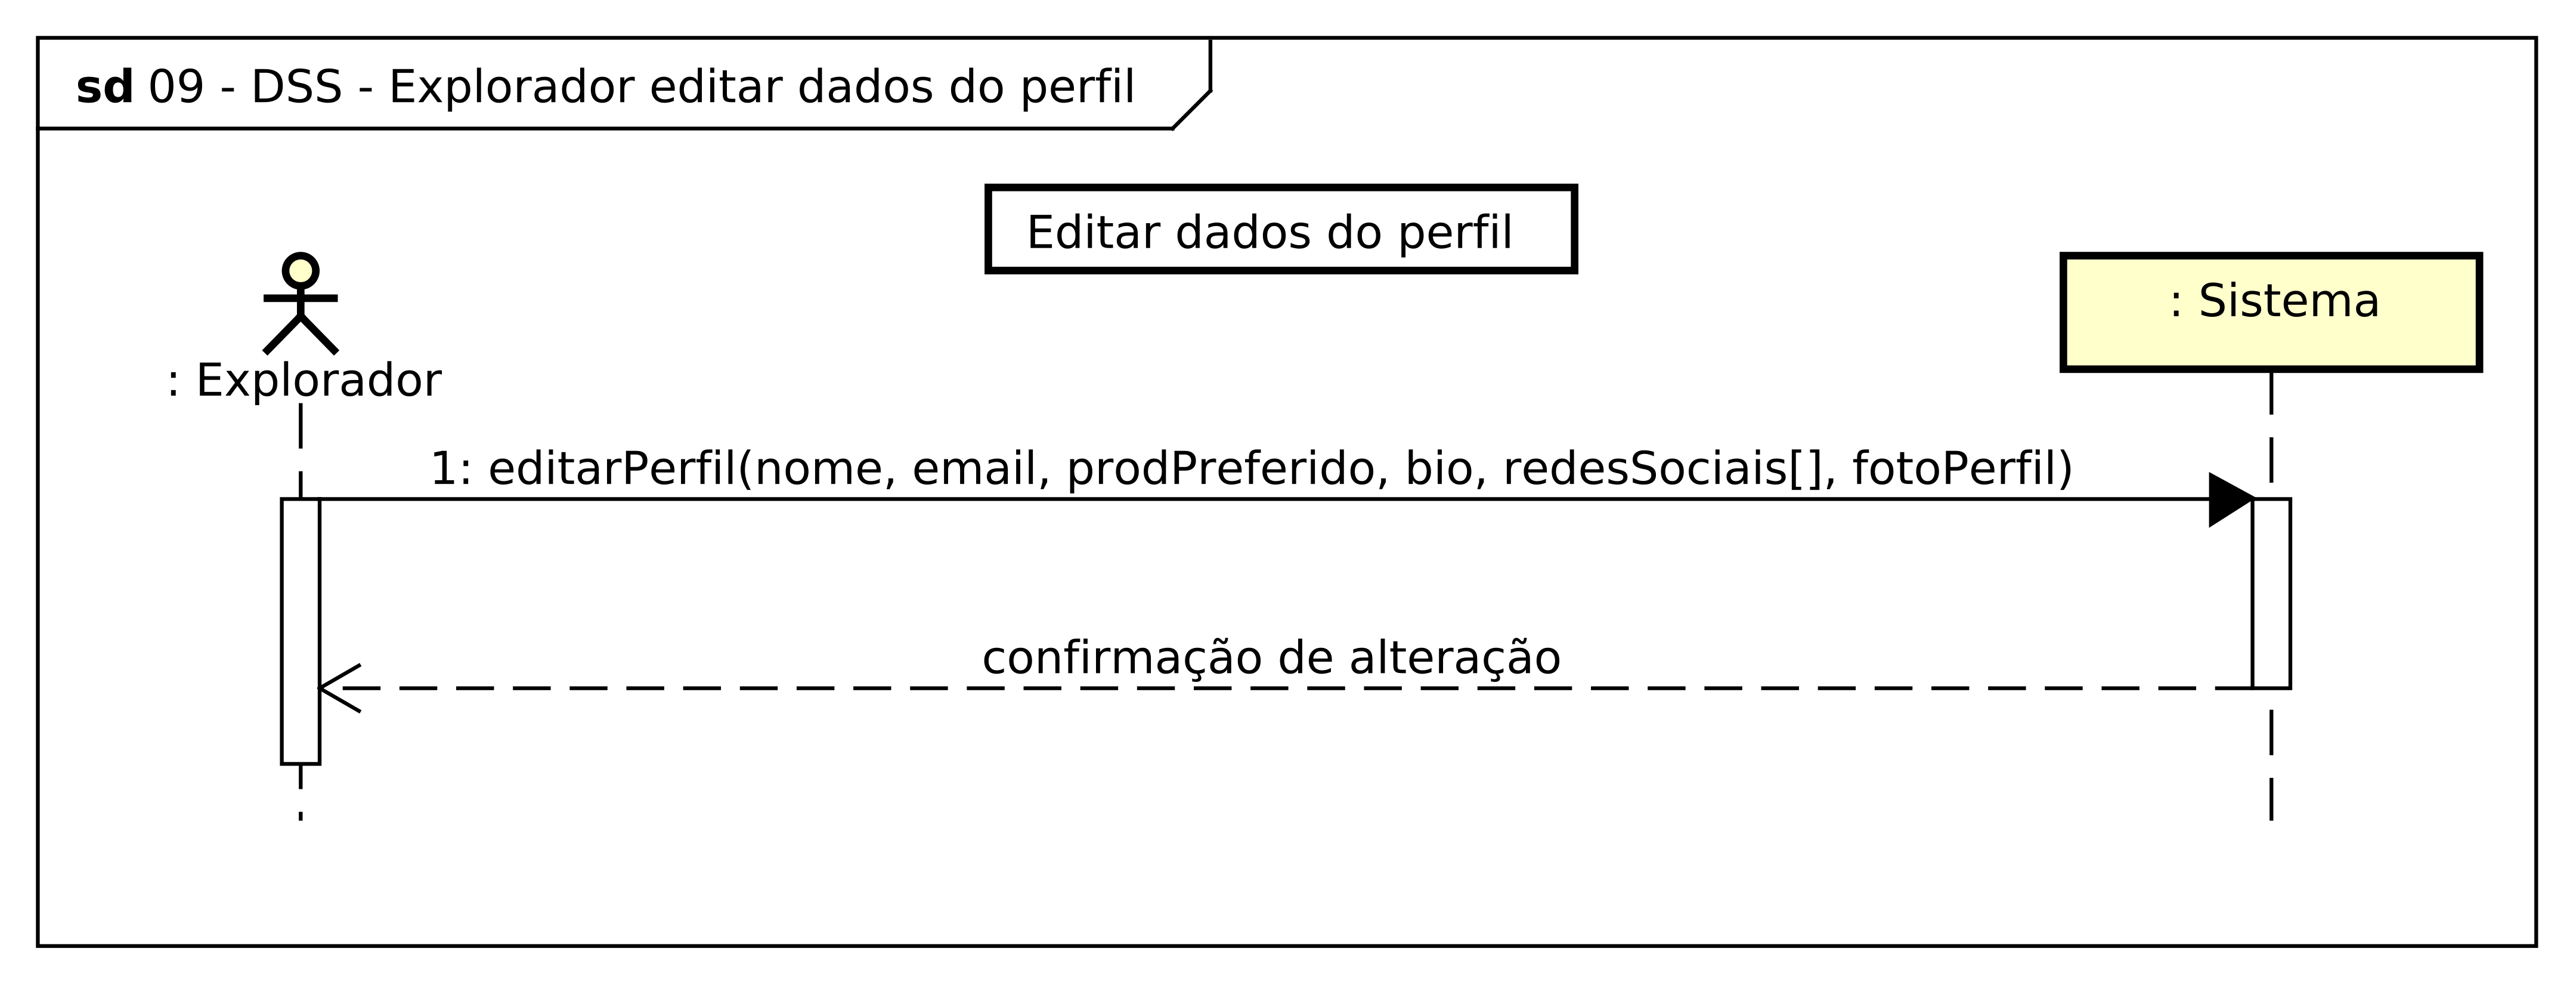 sd 09 - DSS - Explorador editar dados do perfil
Editar dados do perfil
: Sistema
: Explorador
1: editarPerfil(nome, email, prodPreferido, bio, redesSociais[], fotoPerfil)
confirmação de alteração